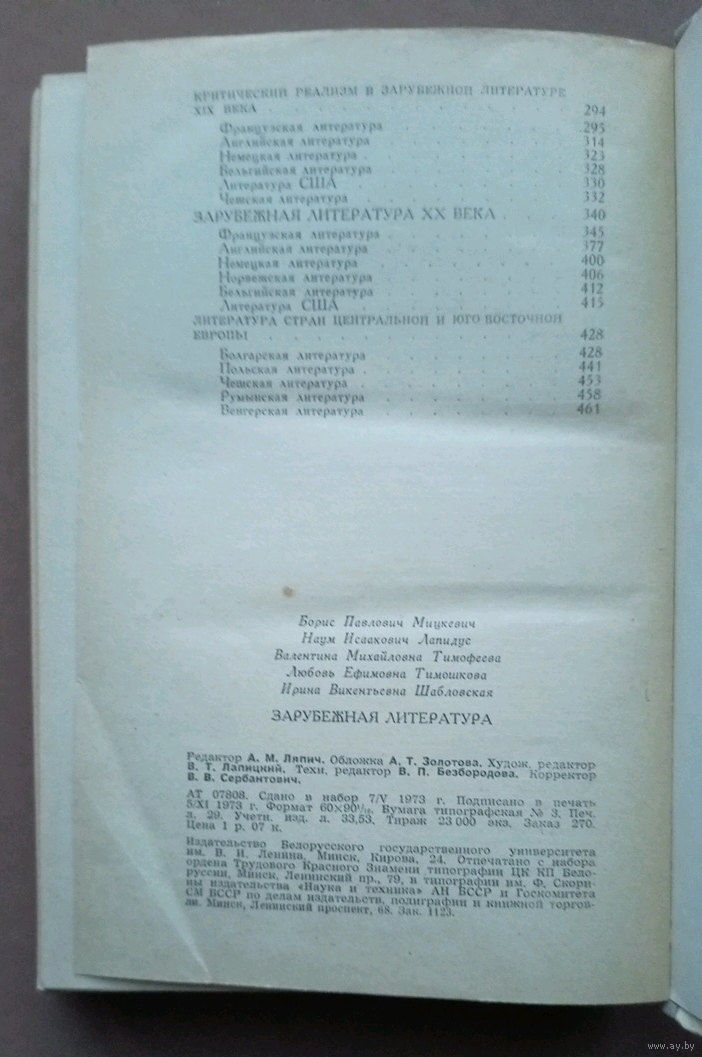 КРИТИЧЕСКИЙ РЕАЛИЗМ В ЗАРУБЕЖНОЙ ЛИТЕРАТУРЕ
XIX ВЕКА . . . . . . . . . . 294
Французская литература . . . . . . 295
Английская литература . . . . . . 314
Немецкая литература . . . . . . 323
Бельгийская литература . . . . . . 328
Литература США . . . . . . 330
Чешская литература . . . . . . 332
ЗАРУБЕЖНАЯ ЛИТЕРАТУРА XX ВЕКА . . . . 340
Французская литература . . . . . . 345
Английская литература . . . . . . 377
Немецкая литература . . . . . . 400
Норвежская литература . . . . . . 406
Бельгийская литература . . . . . . 412
Литература США . . . . . . 415
ЛИТЕРАТУРА СТРАН ЦЕНТРАЛЬНОЙ И ЮГО-ВОСТОЧНОЙ
ЕВРОПЫ . . . . . . . . . . 428
Болгарская литература . . . . . . 428
Польская литература . . . . . . 441
Чешская литература . . . . . . 453
Румынская литература . . . . . . 458
Венгерская литература . . . . . . 461
Борис Павлович Мицкевич
Наум Исаакович Лапидус
Валентина Михайловна Тимофеева
Любовь Ефимовна Тимошкова
Ирина Викентьевна Шабловская
ЗАРУБЕЖНАЯ ЛИТЕРАТУРА
Редактор А. М. Ляпич. Обложка А. Т. Золотова. Худож. редактор
В. Т. Лапицкий. Техн. редактор В. П. Безбородова. Корректор
В. В. Сербантович.
АТ 07808. Сдано в набор 7/V 1973 г. Подписано в печать
5/XI 1973 г. Формат 60×90¹/₁₆. Бумага типографская № 3. Печ.
л. 29. Учетн. изд. л. 33,53. Тираж 23 000 экз. Заказ 270.
Цена 1 р. 07 к.
Издательство Белорусского государственного университета
им. В. И. Ленина, Минск, Кирова, 24. Отпечатано с набора
ордена Трудового Красного Знамени типографии ЦК КП Бело-
руссии, Минск, Ленинский пр., 79, в типографии им. Ф. Скори-
ны издательства «Наука и техника» АН БССР и Госкомитета
СМ БССР по делам издательств, полиграфии и книжной торгов-
ли. Минск, Ленинский проспект, 68. Зак. 1123.
www.ay.by